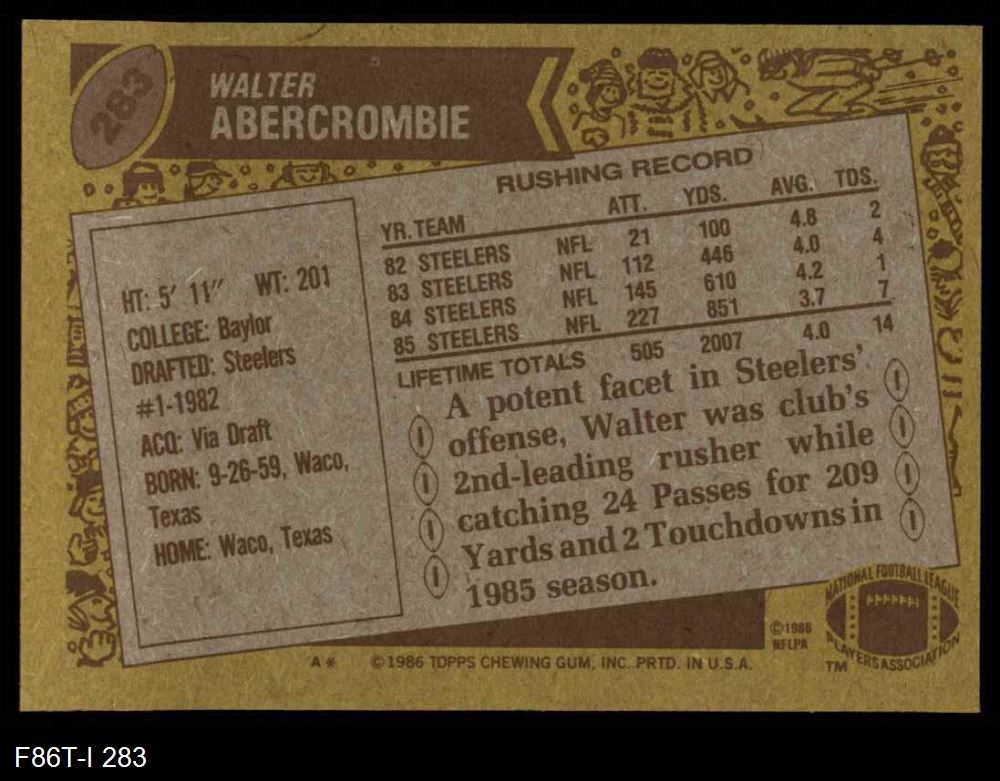 283
WALTER
ABERCROMBIE
RUSHING RECORD
YR. TEAM ATT. YDS. AVG. TDS.
82 STEELERS NFL 21 100 4.8 2
83 STEELERS NFL 112 446 4.0 4
84 STEELERS NFL 145 610 4.2 1
85 STEELERS NFL 227 851 3.7 7
LIFETIME TOTALS 505 2007 4.0 14
HT: 5′ 11″ WT: 201
COLLEGE: Baylor
DRAFTED: Steelers
#1-1982
ACQ: Via Draft
BORN: 9-26-59, Waco,
Texas
HOME: Waco, Texas
A potent facet in Steelers’
offense, Walter was club’s
2nd-leading rusher while
catching 24 Passes for 209
Yards and 2 Touchdowns in
1985 season.
NATIONAL FOOTBALL LEAGUE
PLAYERS ASSOCIATION
TM
©1986
NFLPA
A* ©1986 TOPPS CHEWING GUM, INC. PRTD. IN U.S.A.
F86T-I 283